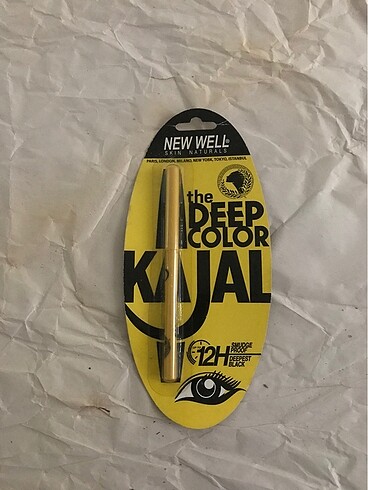 NEW WELL®
SKIN NATURALS
PARIS, LONDON, MILANO, NEW YORK, TOKYO, ISTANBUL
the
DEEP
COLOR
KAJAL
12H
SMUDGE
PROOF
DEEPEST
BLACK